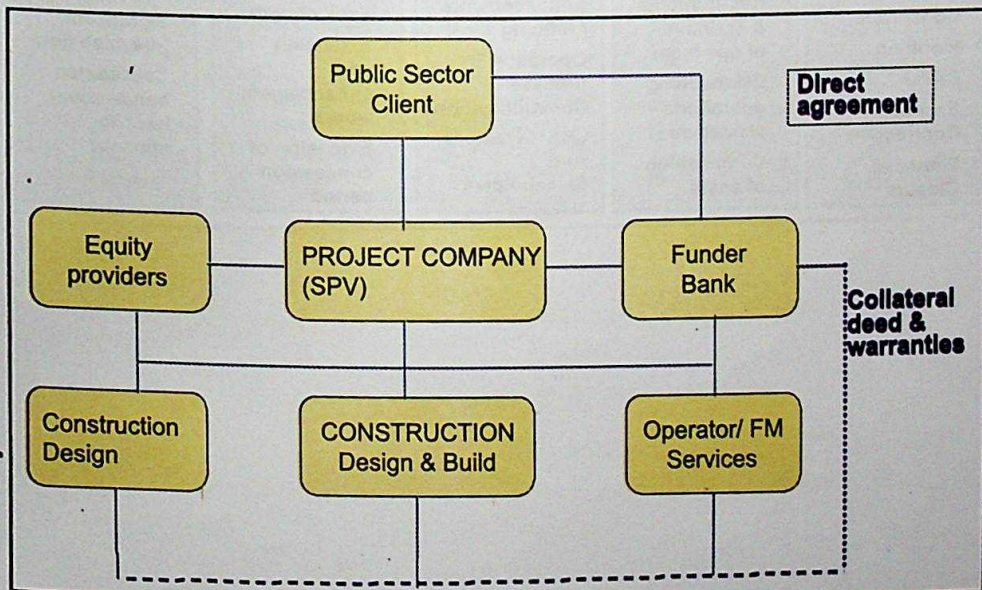 Public Sector
Client
Direct
agreement
Equity
providers
PROJECT COMPANY
(SPV)
Funder
Bank
Collateral
deed &
warranties
Construction
Design
CONSTRUCTION
Design & Build
Operator/ FM
Services